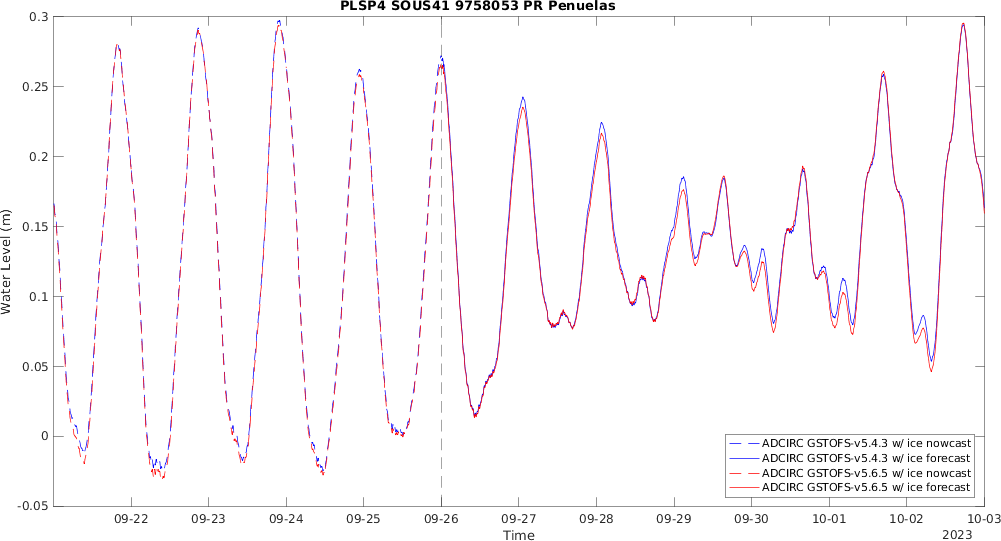 PLSP4 SOUS41 9758053 PR Penuelas
Water Level (m)
0.3
0.25
0.2
0.15
0.1
0.05
0
-0.05
09-22 09-23 09-24 09-25 09-26 09-27 09-28 09-29 09-30 10-01 10-02 10-03
Time
2023
ADCIRC GSTOFS-v5.4.3 w/ ice nowcast
ADCIRC GSTOFS-v5.4.3 w/ ice forecast
ADCIRC GSTOFS-v5.6.5 w/ ice nowcast
ADCIRC GSTOFS-v5.6.5 w/ ice forecast